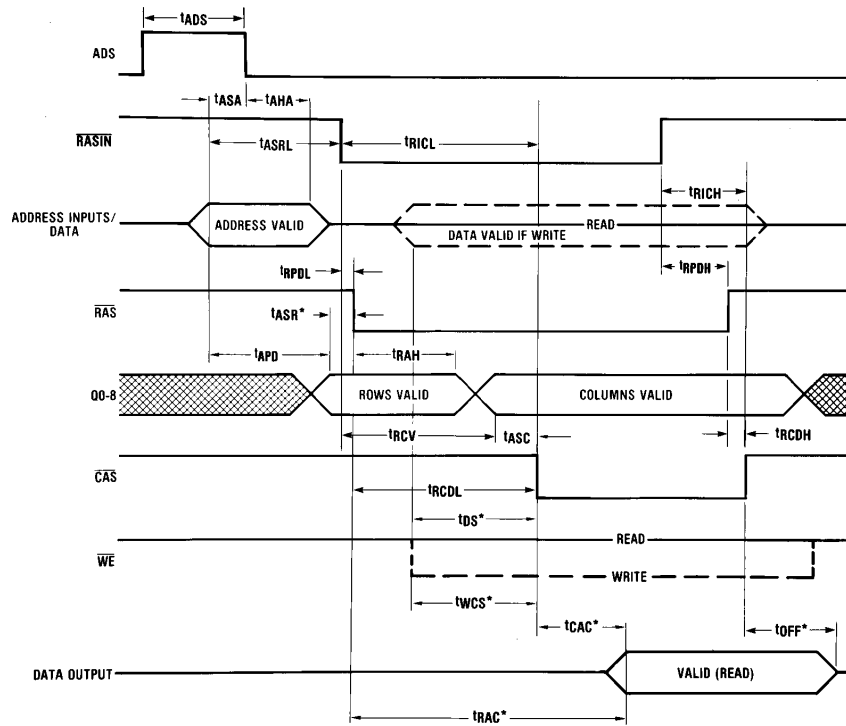 tADS
ADS
tASA tAHA
RASIN tASRL tRICL
tRICH
ADDRESS INPUTS/
DATA
ADDRESS VALID
READ
DATA VALID IF WRITE
tRPDL tRPDH
RAS
tASR*
tAPD tRAH
Q0-8 ROWS VALID COLUMNS VALID
tRCV tASC tRCDH
CAS
tRCDL
tDS*
WE READ
WRITE
tWCS*
tCAC* tOFF*
DATA OUTPUT VALID (READ)
tRAC*